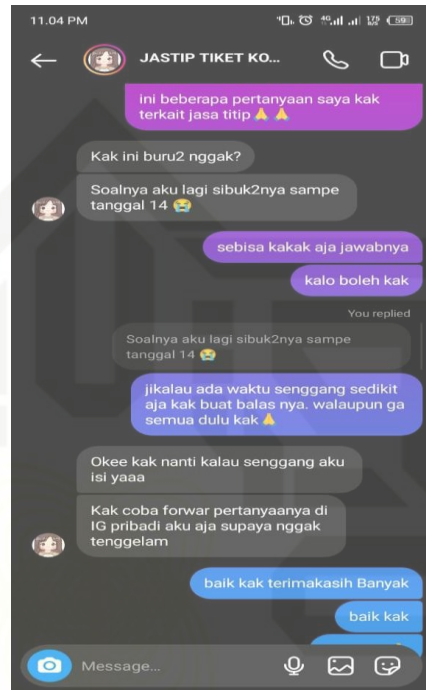 11.04 PM
4G
175
59
JASTIP TIKET KO...
ini beberapa pertanyaan saya kak
terkait jasa titip 🙏🙏
Kak ini buru2 nggak?
Soalnya aku lagi sibuk2nya sampe
tanggal 14 😭
sebisa kakak aja jawabnya
kalo boleh kak
You replied
Soalnya aku lagi sibuk2nya sampe
tanggal 14 😭
jikalau ada waktu senggang sedikit
aja kak buat balas nya. walaupun ga
semua dulu kak 🙏
Okee kak nanti kalau senggang aku
isi yaaa
Kak coba forwar pertanyaanya di
IG pribadi aku aja supaya nggak
tenggelam
baik kak terimakasih Banyak
baik kak
Message...